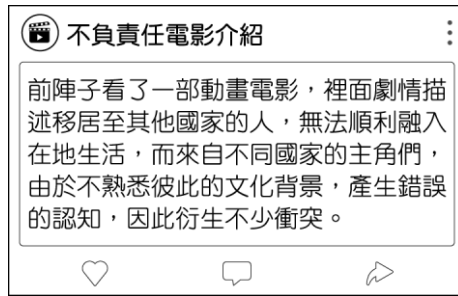 不負責任電影介紹
前陣子看了一部動畫電影，裡面劇情描
述移居至其他國家的人，無法順利融入
在地生活，而來自不同國家的主角們，
由於不熟悉彼此的文化背景，產生錯誤
的認知，因此衍生不少衝突。